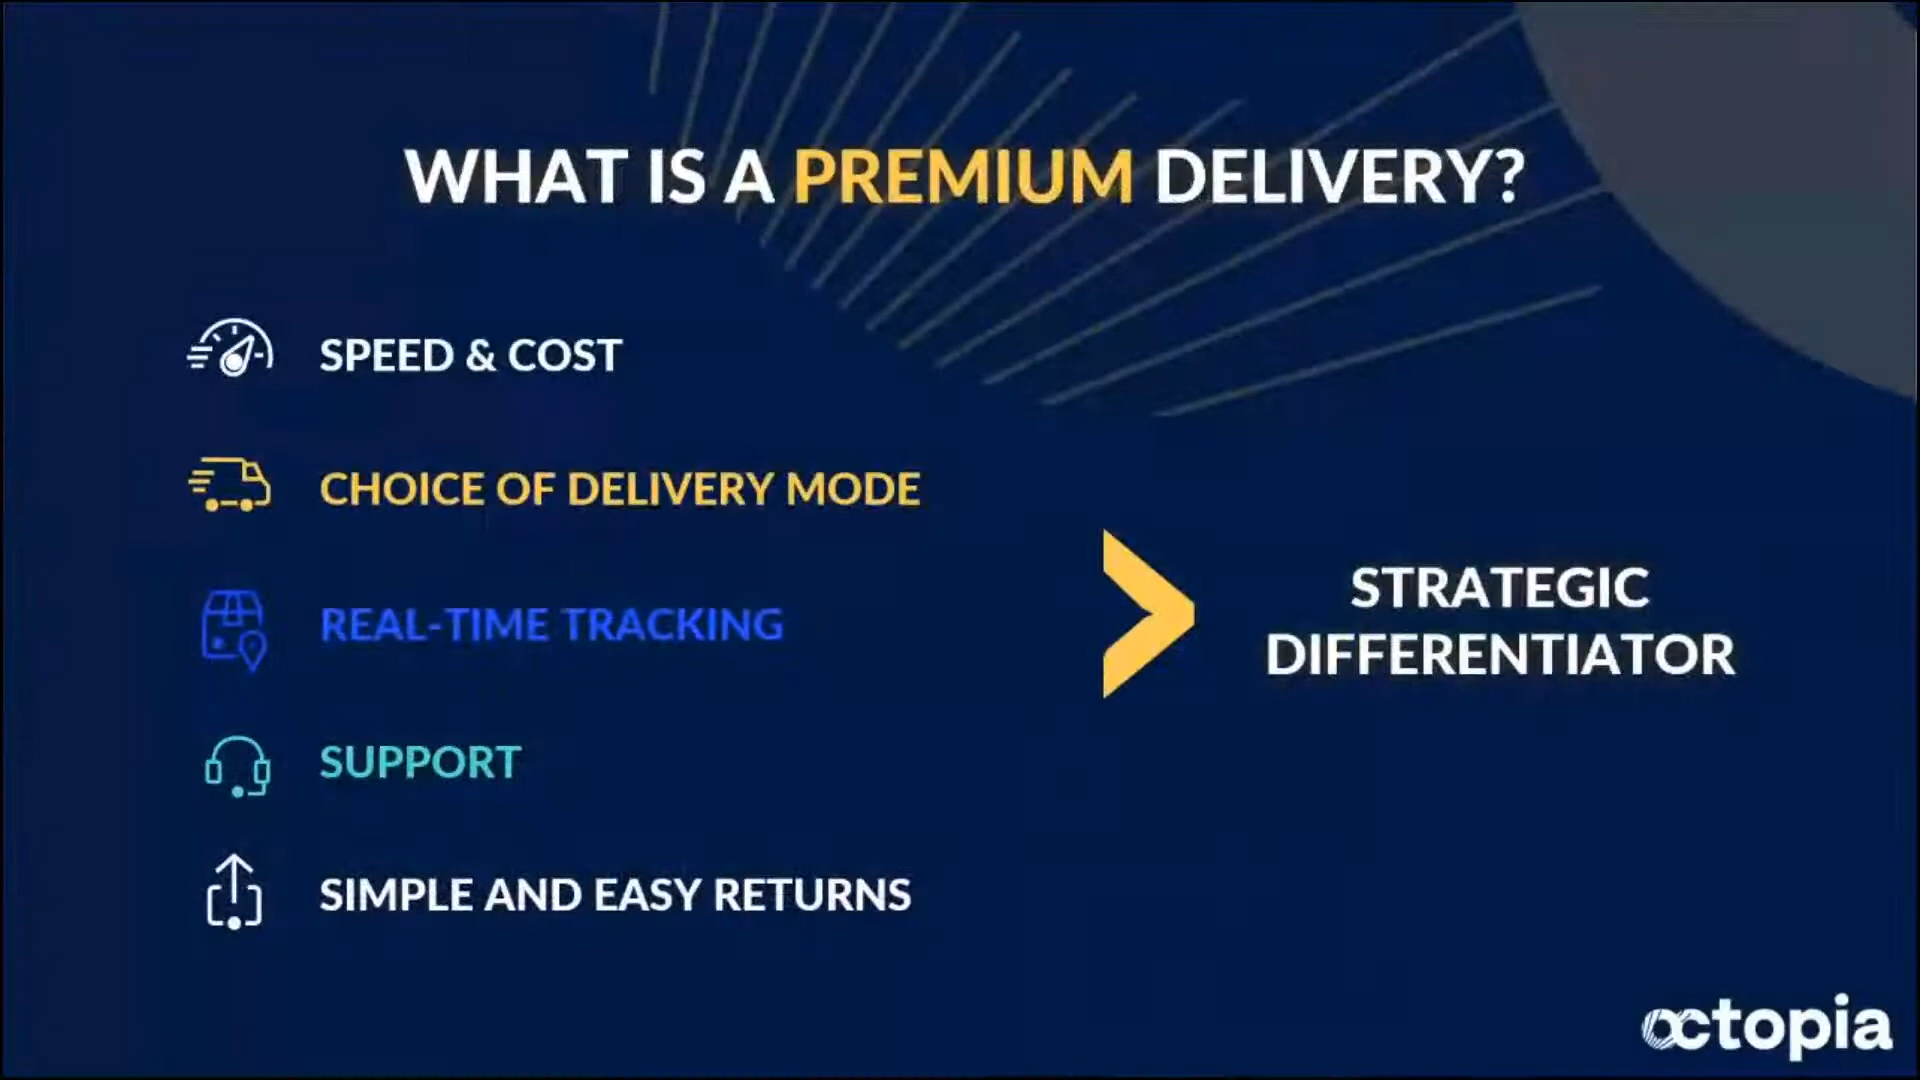 WHAT IS A PREMIUM DELIVERY?
SPEED & COST
CHOICE OF DELIVERY MODE
REAL-TIME TRACKING
SUPPORT
SIMPLE AND EASY RETURNS
STRATEGIC
DIFFERENTIATOR
octopia